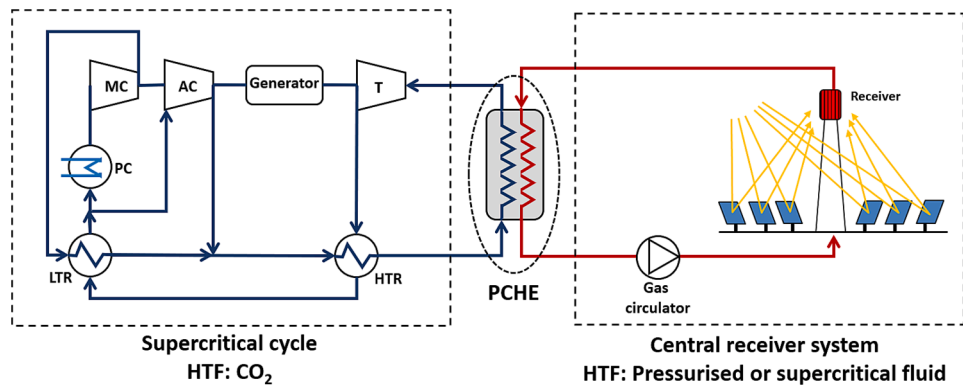 MC
AC
Generator
T
Receiver
PC
LTR
HTR
PCHE
Gas
circulator
Supercritical cycle
HTF: CO₂
Central receiver system
HTF: Pressurised or supercritical fluid